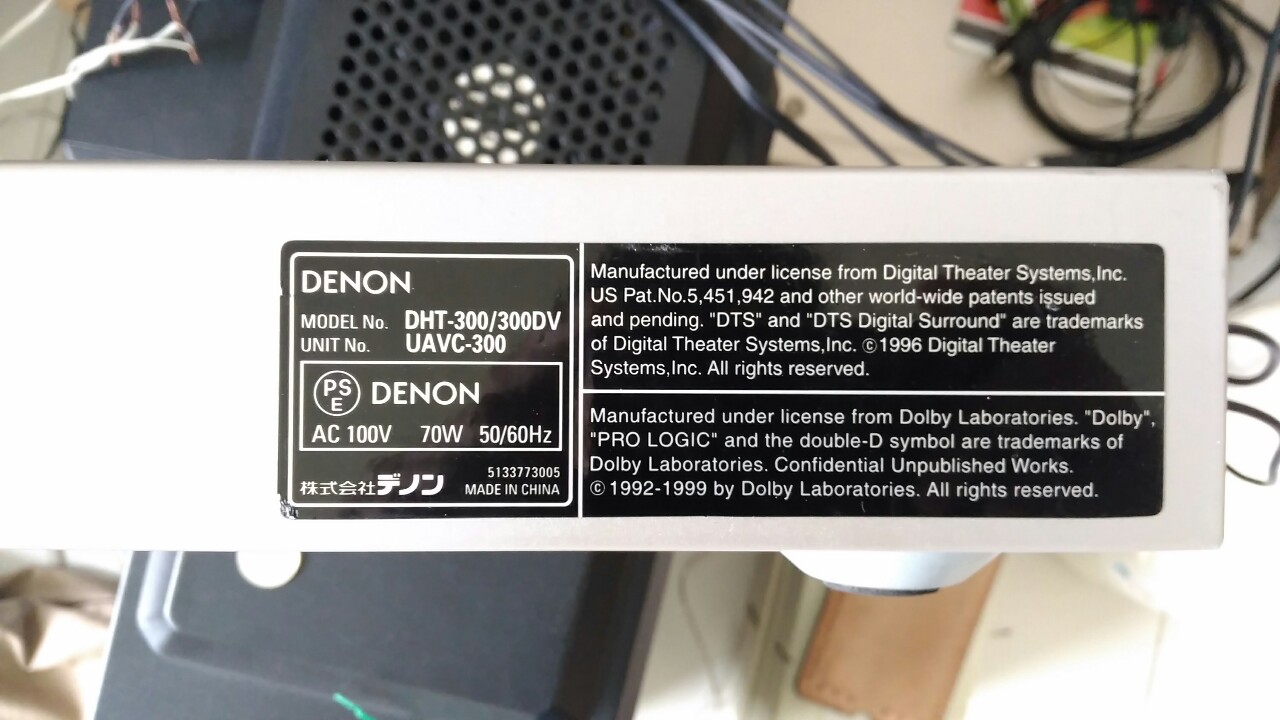 DENON
MODEL No. DHT-300/300DV
UNIT No. UAVC-300
PS
E
DENON
AC 100V 70W 50/60Hz
5133773005
株式会社デノン MADE IN CHINA
Manufactured under license from Digital Theater Systems,Inc.
US Pat.No.5,451,942 and other world-wide patents issued
and pending. "DTS" and "DTS Digital Surround" are trademarks
of Digital Theater Systems,Inc. ©1996 Digital Theater
Systems,Inc. All rights reserved.
Manufactured under license from Dolby Laboratories. "Dolby",
"PRO LOGIC" and the double-D symbol are trademarks of
Dolby Laboratories. Confidential Unpublished Works.
©1992-1999 by Dolby Laboratories. All rights reserved.